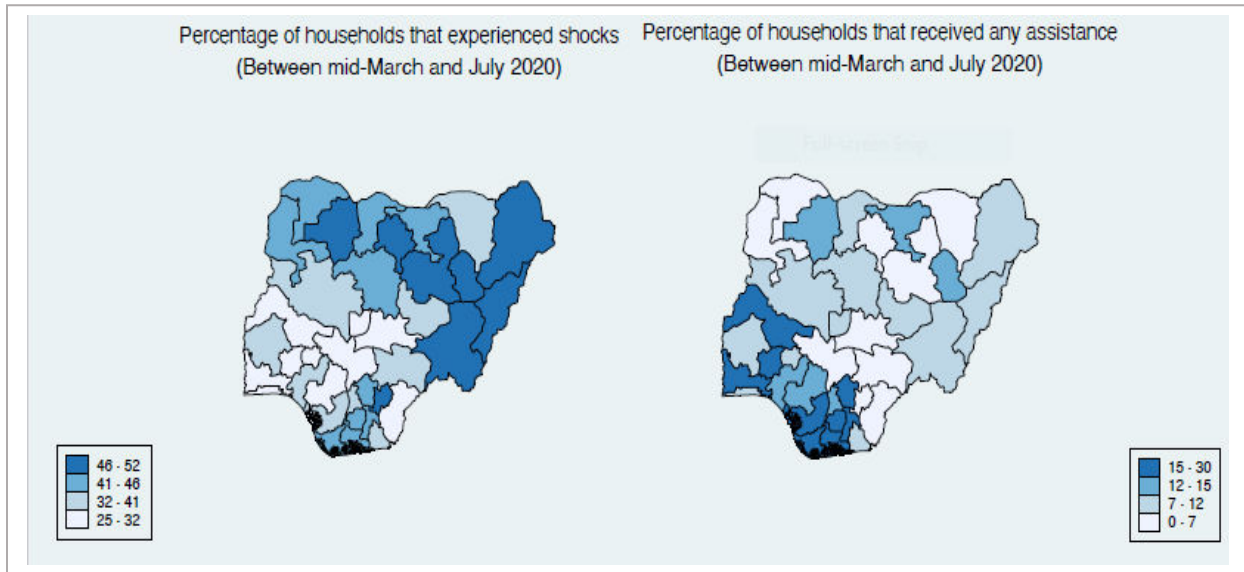 Percentage of households that experienced shocks
(Between mid-March and July 2020)
Percentage of households that received any assistance
(Between mid-March and July 2020)
46 - 52
41 - 46
32 - 41
25 - 32
15 - 30
12 - 15
7 - 12
0 - 7